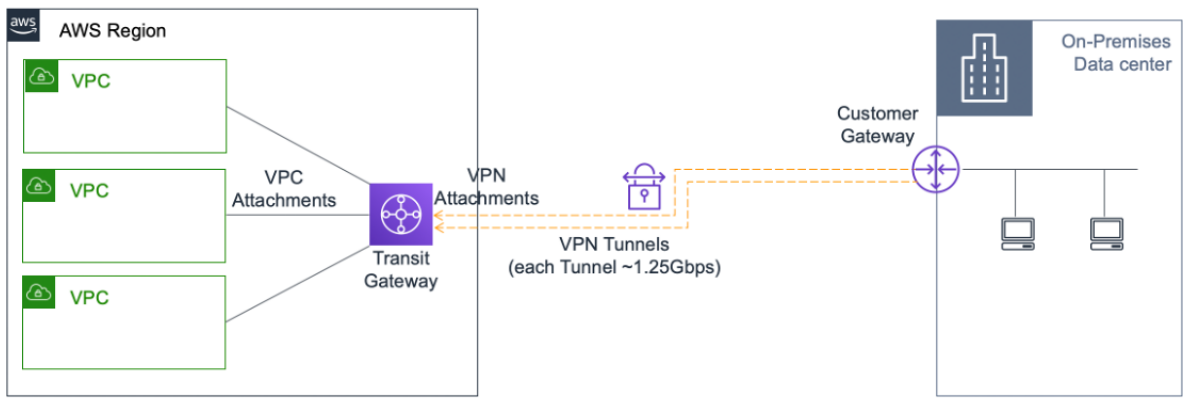 aws
AWS Region
VPC
VPC
VPC
VPC
Attachments
Transit
Gateway
VPN
Attachments
VPN Tunnels
(each Tunnel ~1.25Gbps)
Customer
Gateway
On-Premises
Data center